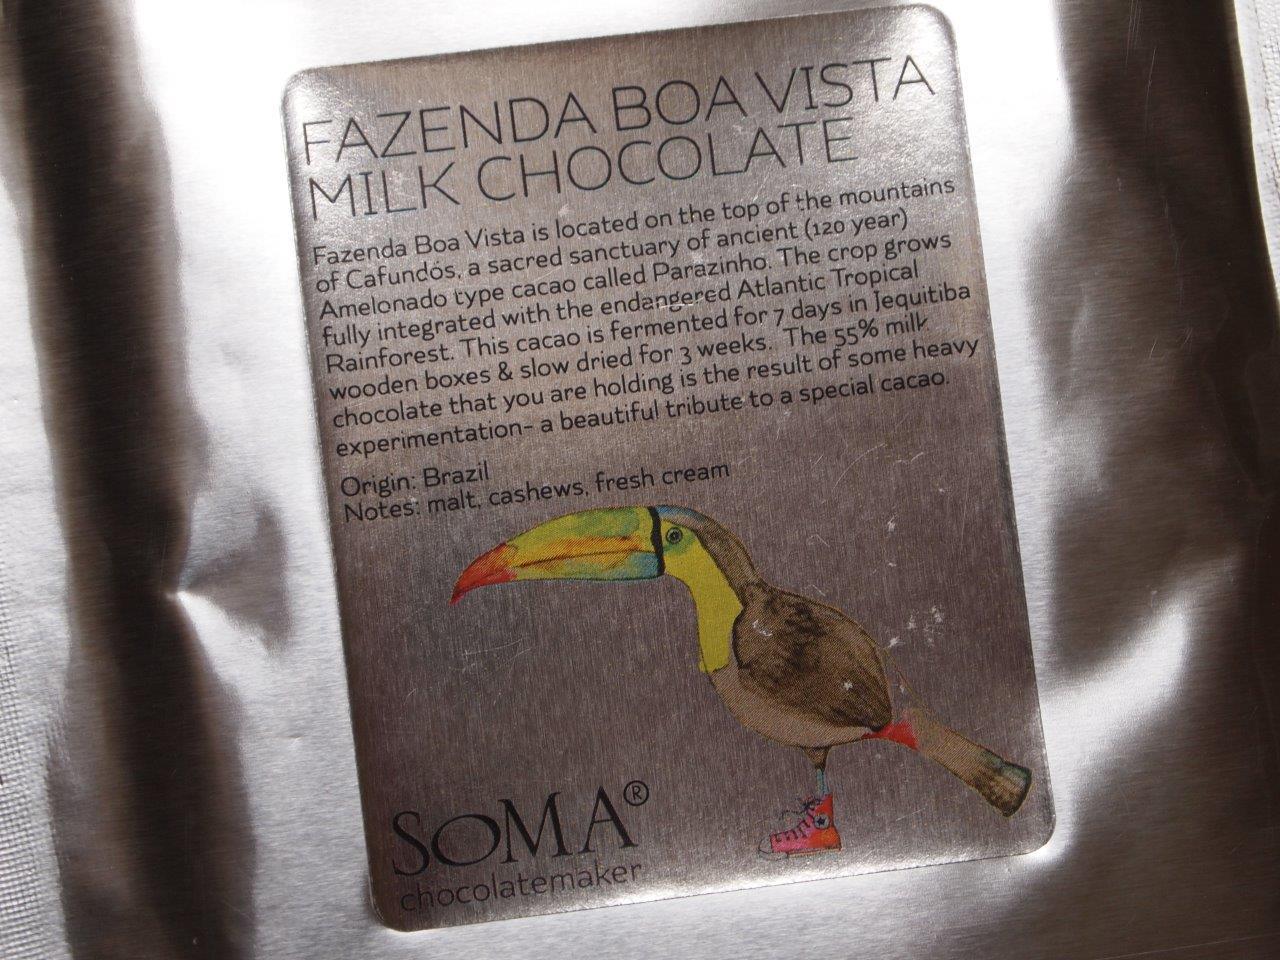 FAZENDA BOA VISTA
MILK CHOCOLATE
Fazenda Boa Vista is located on the top of the mountains
of Cafundós, a sacred sanctuary of ancient (120 year)
Amelonado type cacao called Parazinho. The crop grows
fully integrated with the endangered Atlantic Tropical
Rainforest. This cacao is fermented for 7 days in Jequitiba
wooden boxes & slow dried for 3 weeks. The 55% milk
chocolate that you are holding is the result of some heavy
experimentation- a beautiful tribute to a special cacao.
Origin: Brazil
Notes: malt, cashews, fresh cream
SOMA®
chocolatemaker